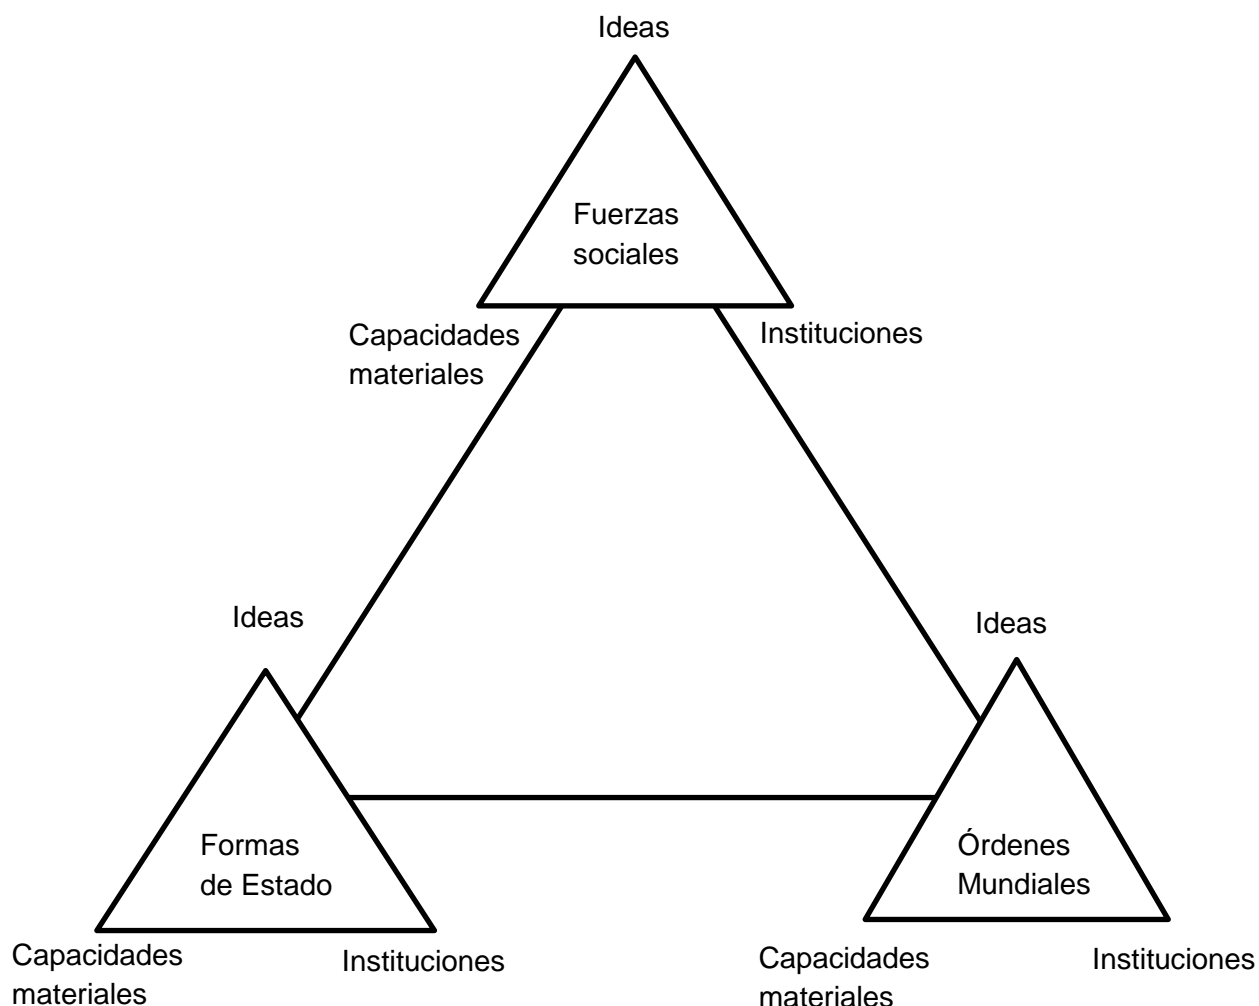 Ideas
Fuerzas
sociales
Capacidades
materiales
Instituciones
Ideas
Ideas
Formas
de Estado
Órdenes
Mundiales
Capacidades
materiales
Instituciones
Capacidades
materiales
Instituciones